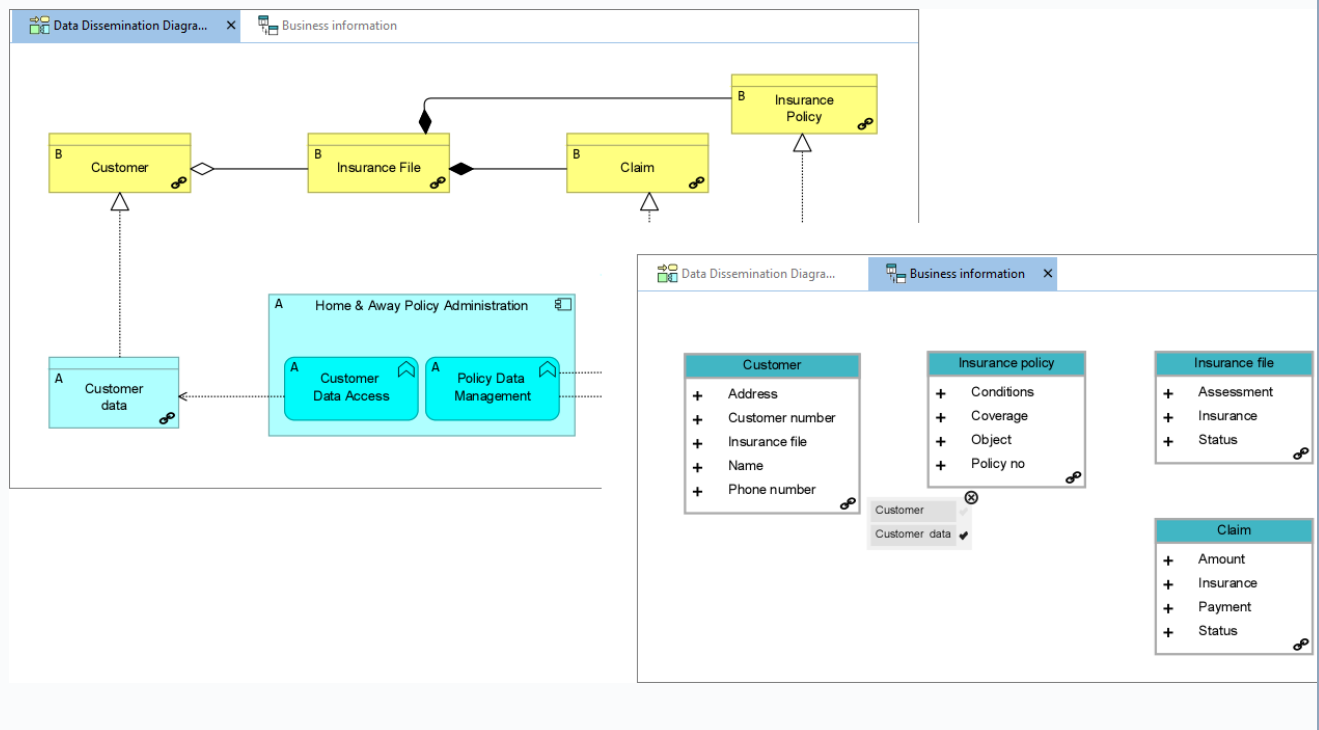 Data Dissemination Diagra...
Business information
B
Insurance
Policy
B
Customer
B
Insurance File
B
Claim
A
Home & Away Policy Administration
A
Customer
Data Access
A
Policy Data
Management
A
Customer
data
Data Dissemination Diagra...
Business information
Customer
+ Address
+ Customer number
+ Insurance file
+ Name
+ Phone number
Insurance policy
+ Conditions
+ Coverage
+ Object
+ Policy no
Insurance file
+ Assessment
+ Insurance
+ Status
Customer
Customer data
Claim
+ Amount
+ Insurance
+ Payment
+ Status